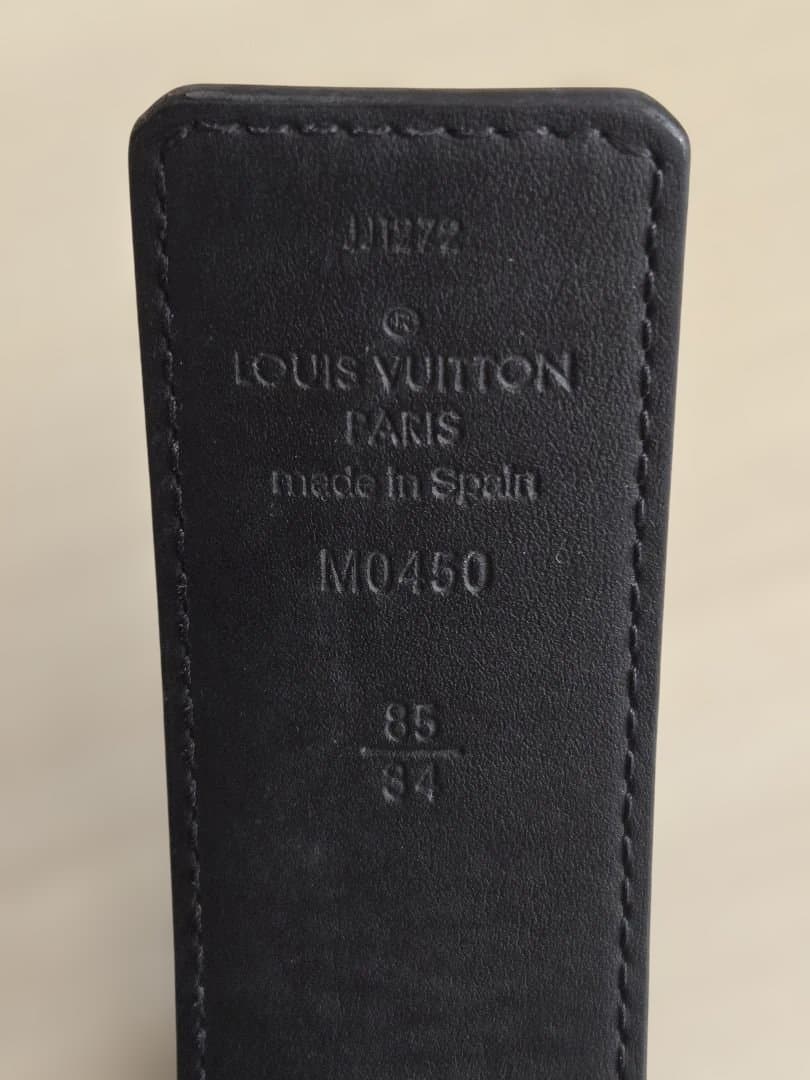 ®
LOUIS VUITTON
PARIS
made in Spain
M0450
85
34